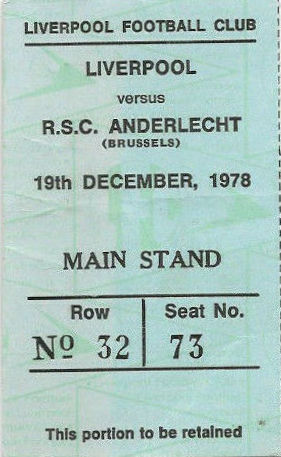 LIVERPOOL FOOTBALL CLUB
LIVERPOOL
versus
R.S.C. ANDERLECHT
(BRUSSELS)
19th DECEMBER, 1978
MAIN STAND
Row Seat No.
Nº 32 73
This portion to be retained